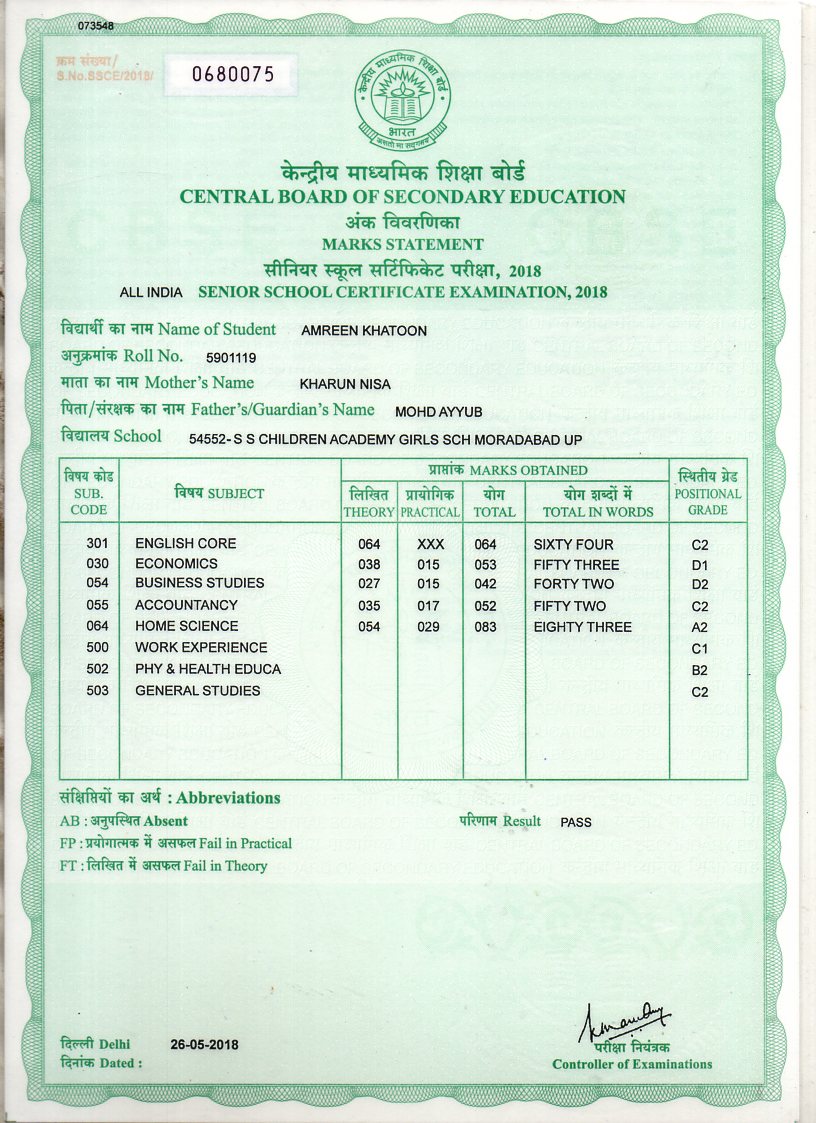 073548
क्रम संख्या/
S.No.SSCE/2018/ 0680075
केन्द्रीय माध्यमिक शिक्षा बोर्ड
भारत
असतो मा सद्गमय
केन्द्रीय माध्यमिक शिक्षा बोर्ड
CENTRAL BOARD OF SECONDARY EDUCATION
अंक विवरणिका
MARKS STATEMENT
सीनियर स्कूल सर्टिफिकेट परीक्षा, 2018
ALL INDIA SENIOR SCHOOL CERTIFICATE EXAMINATION, 2018
विद्यार्थी का नाम Name of Student AMREEN KHATOON
अनुक्रमांक Roll No. 5901119
माता का नाम Mother's Name KHARUN NISA
पिता/संरक्षक का नाम Father's/Guardian's Name MOHD AYYUB
विद्यालय School 54552- S S CHILDREN ACADEMY GIRLS SCH MORADABAD UP
विषय कोड SUB. CODE विषय SUBJECT प्राप्तांक MARKS OBTAINED स्थितीय ग्रेड POSITIONAL GRADE
लिखित THEORY प्रायोगिक PRACTICAL योग TOTAL योग शब्दों में TOTAL IN WORDS
301 ENGLISH CORE 064 XXX 064 SIXTY FOUR C2
030 ECONOMICS 038 015 053 FIFTY THREE D1
054 BUSINESS STUDIES 027 015 042 FORTY TWO D2
055 ACCOUNTANCY 035 017 052 FIFTY TWO C2
064 HOME SCIENCE 054 029 083 EIGHTY THREE A2
500 WORK EXPERIENCE C1
502 PHY & HEALTH EDUCA B2
503 GENERAL STUDIES C2
संक्षिप्तियों का अर्थ : Abbreviations
AB : अनुपस्थित Absent परिणाम Result PASS
FP : प्रयोगात्मक में असफल Fail in Practical
FT : लिखित में असफल Fail in Theory
दिल्ली Delhi 26-05-2018
दिनांक Dated :
परीक्षा नियंत्रक
Controller of Examinations